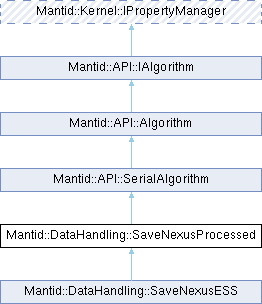 Mantid::Kernel::IPropertyManager
Mantid::API::IAlgorithm
Mantid::API::Algorithm
Mantid::API::SerialAlgorithm
Mantid::DataHandling::SaveNexusProcessed
Mantid::DataHandling::SaveNexusESS